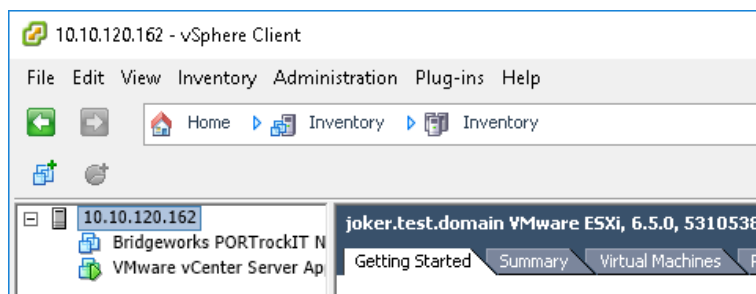 10.10.120.162 - vSphere Client
File Edit View Inventory Administration Plug-ins Help
Home Inventory Inventory
10.10.120.162
Bridgeworks PORTrockIT N
VMware vCenter Server Ap
joker.test.domain VMware ESXi, 6.5.0, 5310538
Getting Started Summary Virtual Machines